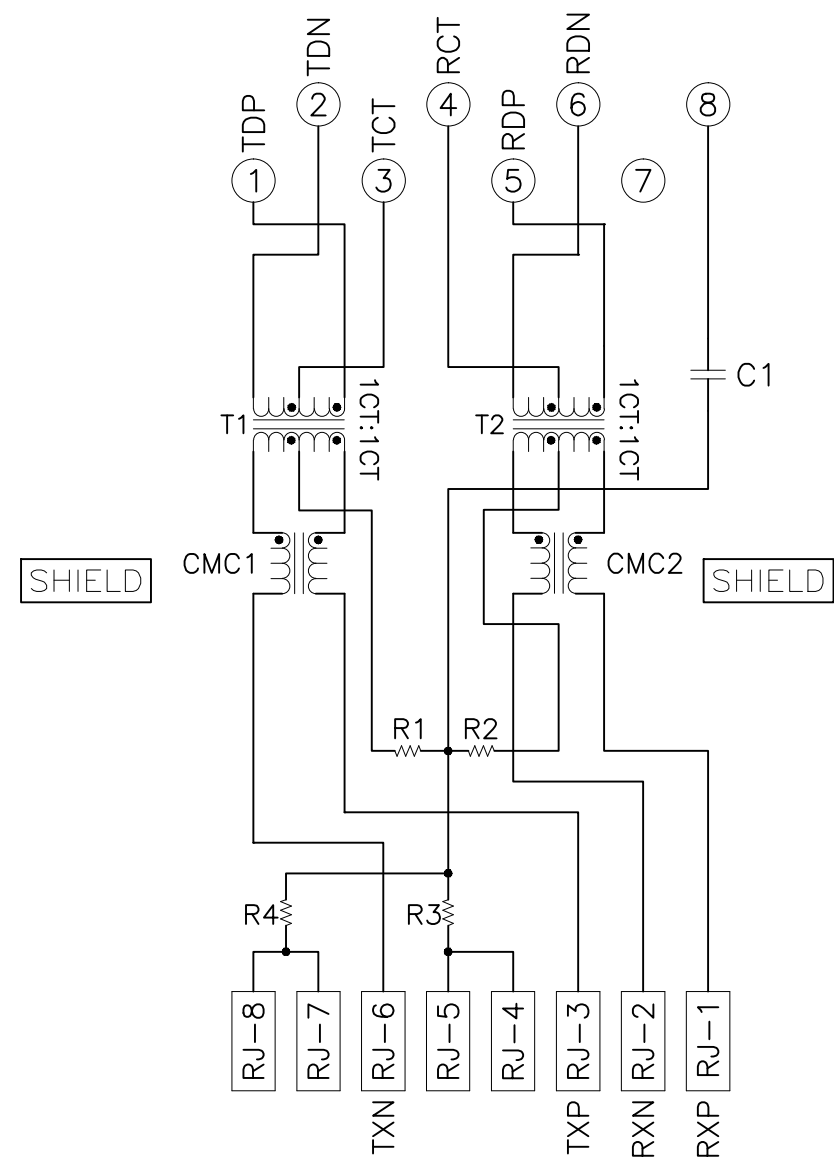 TDP
TDN
TCT
RCT
RDP
RDN
1
2
3
4
5
6
7
8
C1
T1
1CT:1CT
T2
1CT:1CT
CMC1
CMC2
SHIELD
SHIELD
R1
R2
R4
R3
RJ-8
RJ-7
RJ-6
RJ-5
RJ-4
RJ-3
RJ-2
RJ-1
TXN
TXP
RXN
RXP